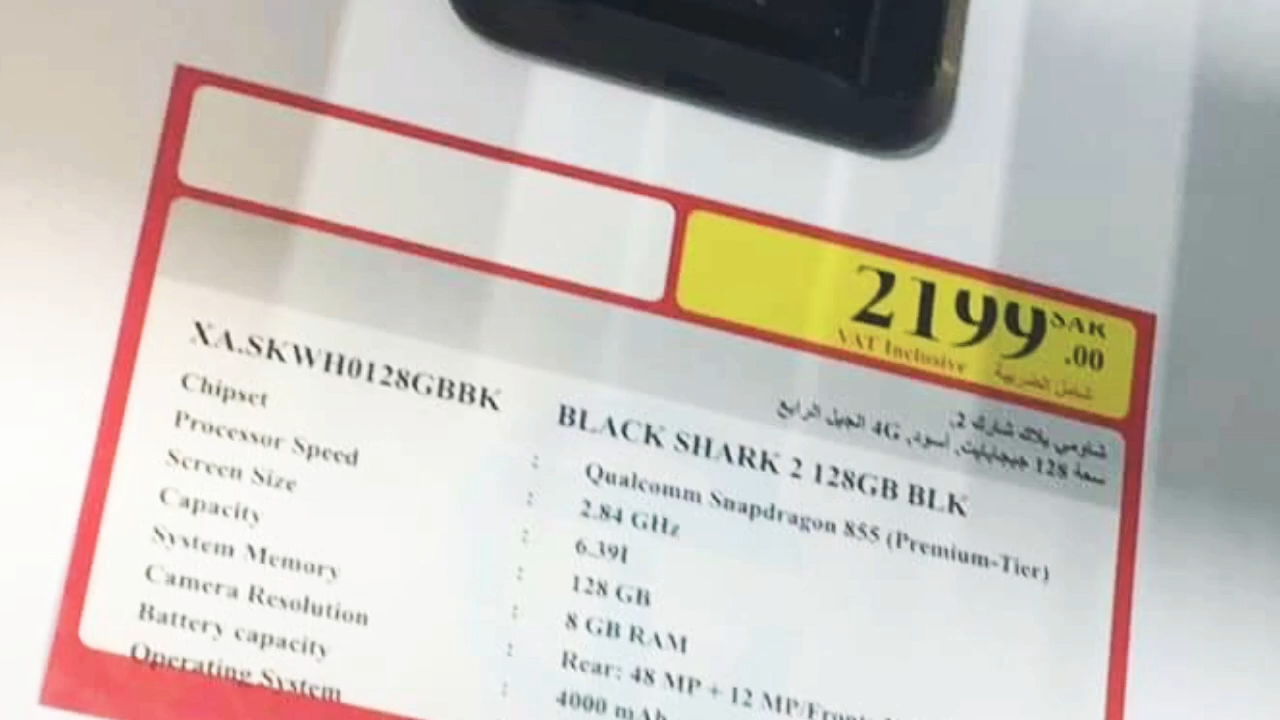 2199 SAR
.00
VAT Inclusive شامل الضريبة
شاومي بلاك شارك 2,
سعة 128 جيجابايت, أسود, 4G الجيل الرابع
XA.SKWH0128GBBK BLACK SHARK 2 128GB BLK
Chipset : Qualcomm Snapdragon 855 (Premium-Tier)
Processor Speed : 2.84 GHz
Screen Size : 6.39I
Capacity : 128 GB
System Memory : 8 GB RAM
Camera Resolution : Rear: 48 MP + 12 MP/Front:
Battery capacity : 4000 mAh
Operating System